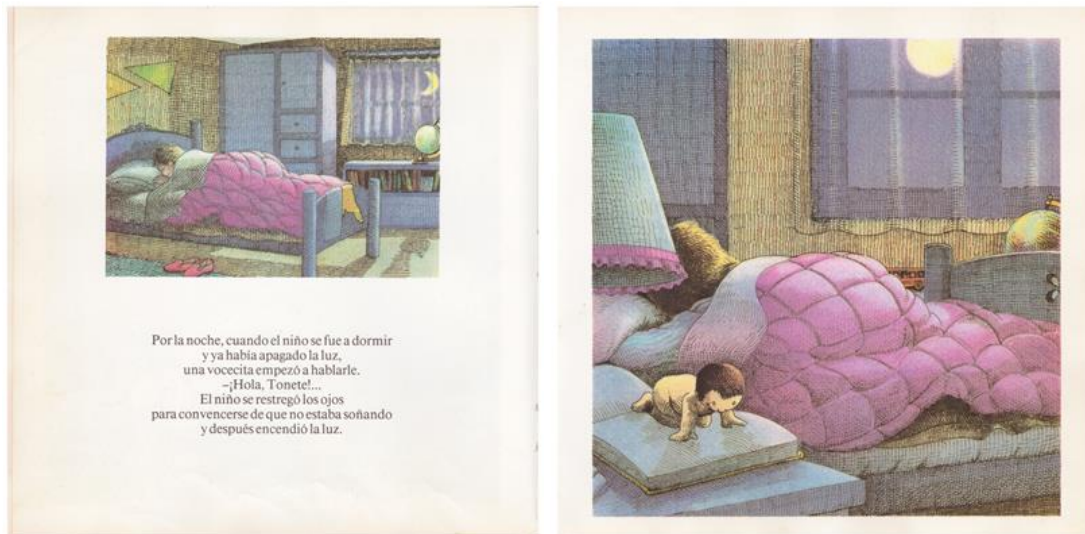 Por la noche, cuando el niño se fue a dormir
y ya había apagado la luz,
una vocecita empezó a hablarle.
–¡Hola, Tonete!...
El niño se restregó los ojos
para convencerse de que no estaba soñando
y después encendió la luz.